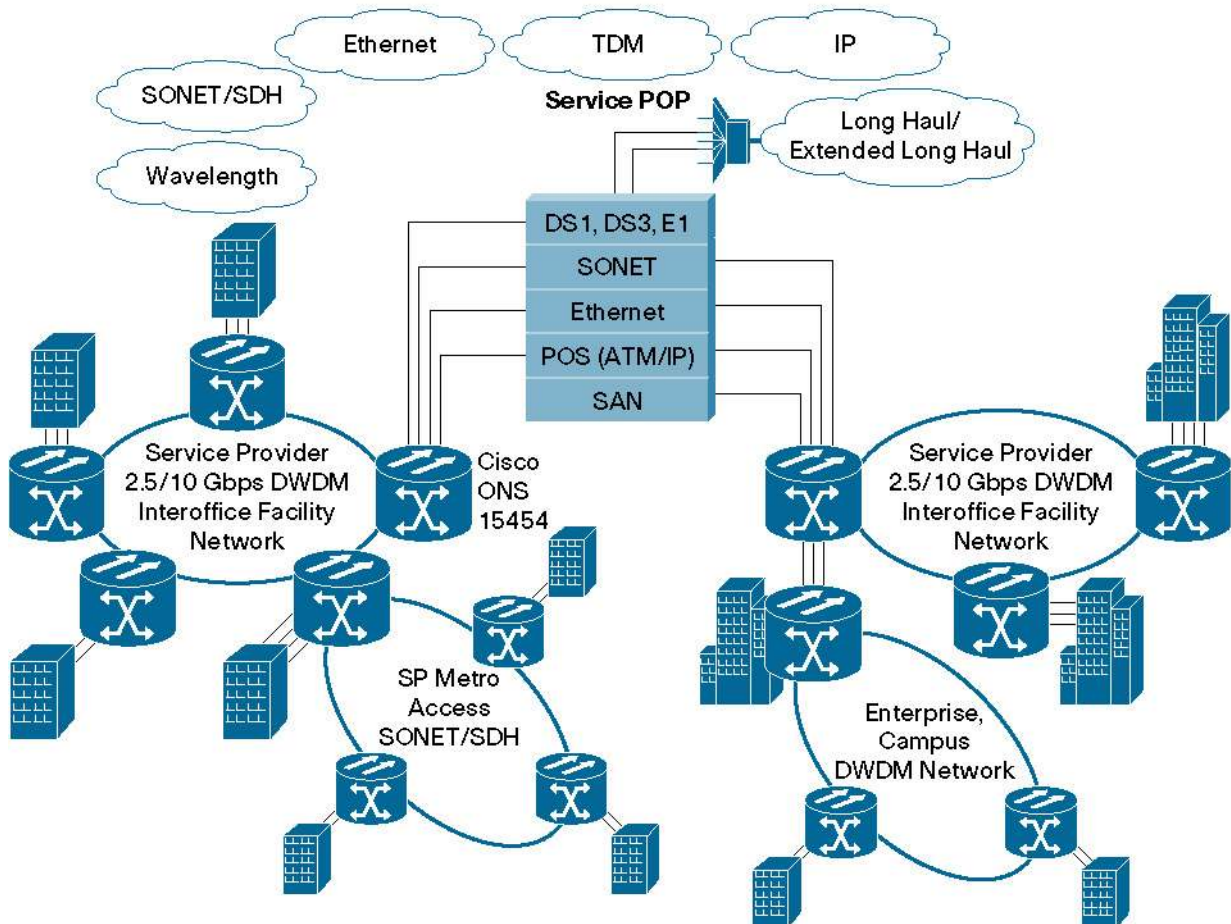 Ethernet
TDM
IP
SONET/SDH
Service POP
Long Haul/
Extended Long Haul
Wavelength
DS1, DS3, E1
SONET
Ethernet
POS (ATM/IP)
SAN
Service Provider
2.5/10 Gbps DWDM
Interoffice Facility
Network
Cisco
ONS
15454
Service Provider
2.5/10 Gbps DWDM
Interoffice Facility
Network
SP Metro
Access
SONET/SDH
Enterprise,
Campus
DWDM Network